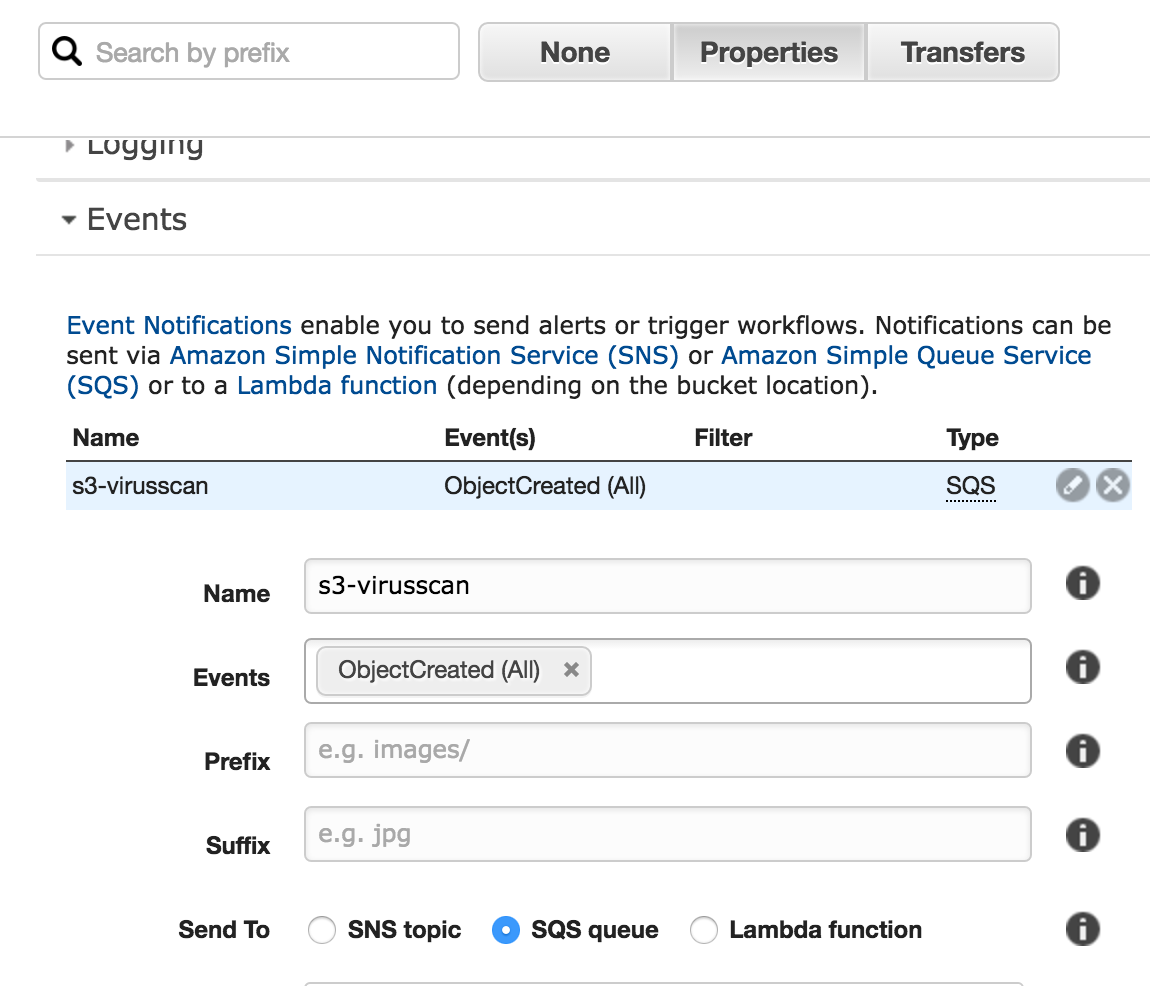 Search by prefix
None Properties Transfers
Logging
Events
Event Notifications enable you to send alerts or trigger workflows. Notifications can be
sent via Amazon Simple Notification Service (SNS) or Amazon Simple Queue Service
(SQS) or to a Lambda function (depending on the bucket location).
Name Event(s) Filter Type
s3-virusscan ObjectCreated (All) SQS
Name s3-virusscan
Events ObjectCreated (All)
Prefix e.g. images/
Suffix e.g. jpg
Send To SNS topic SQS queue Lambda function